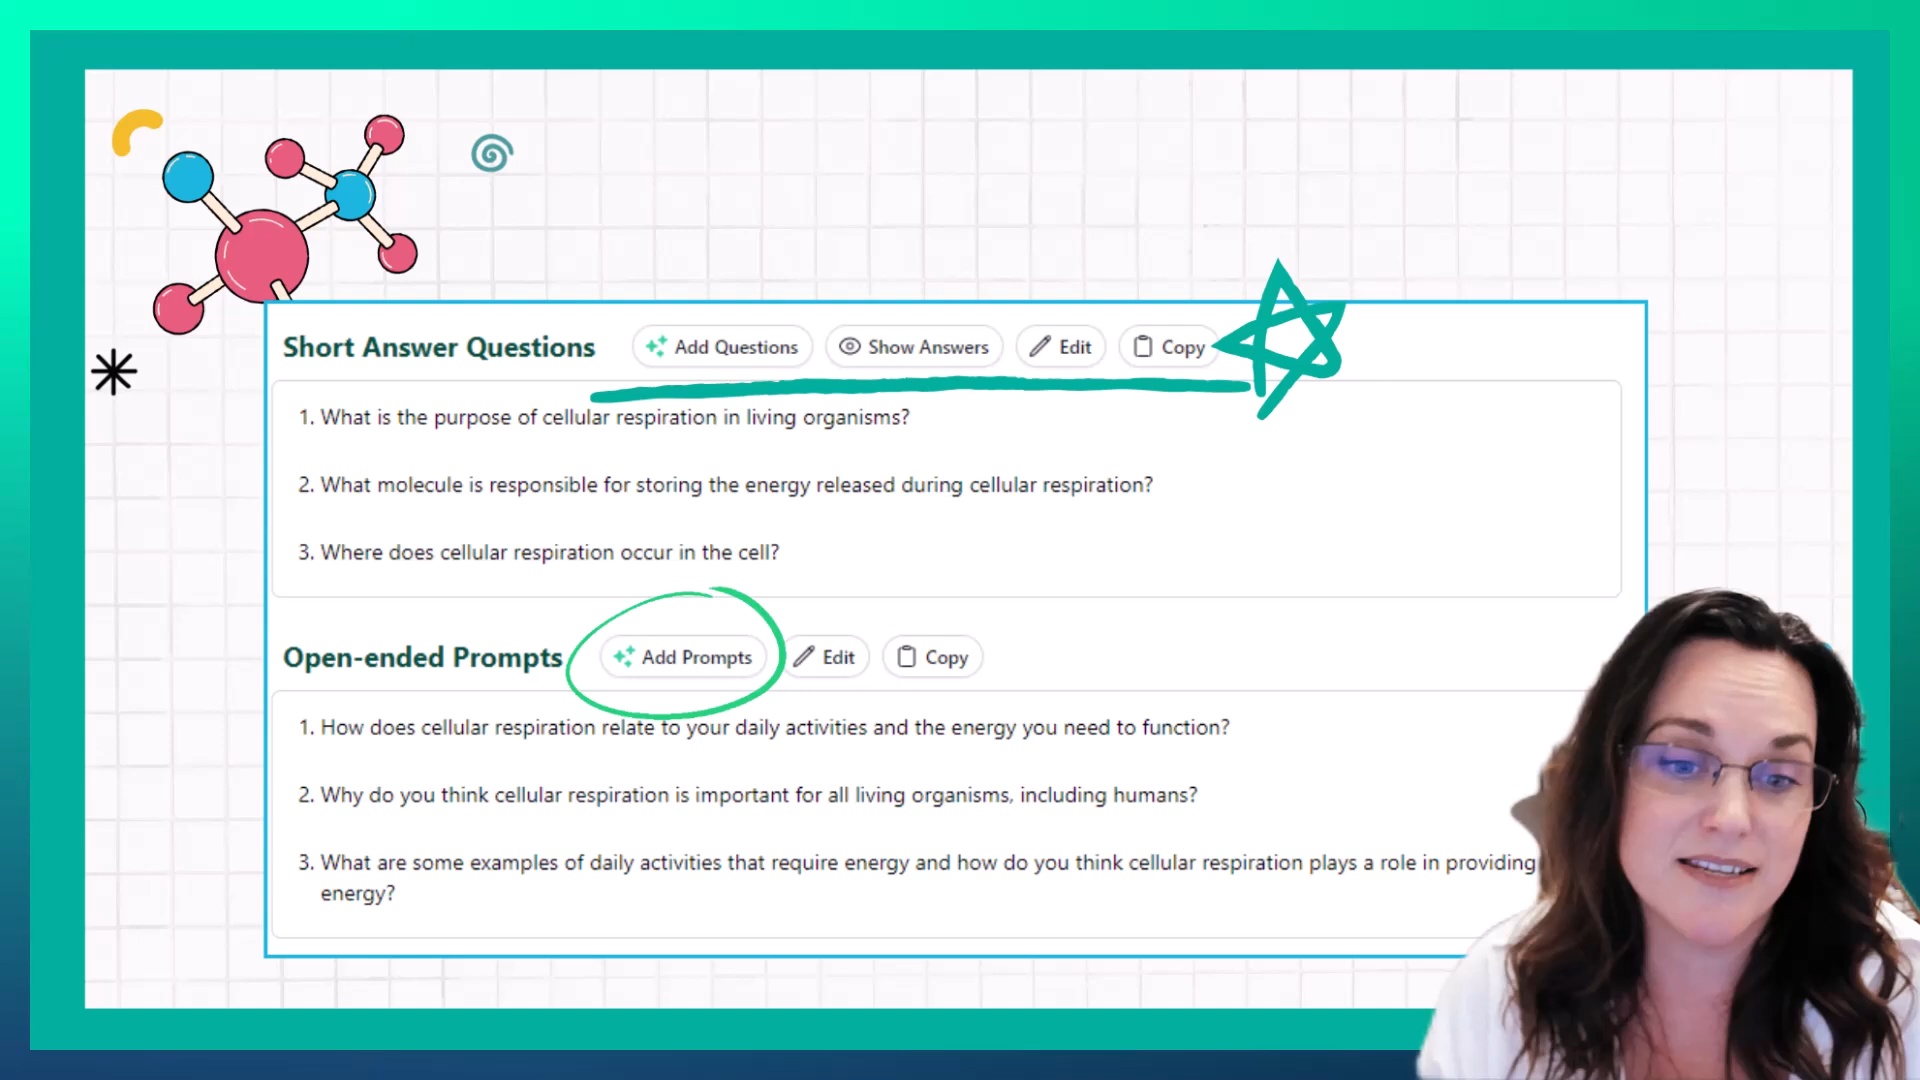 Short Answer Questions Add Questions Show Answers Edit Copy
1. What is the purpose of cellular respiration in living organisms?
2. What molecule is responsible for storing the energy released during cellular respiration?
3. Where does cellular respiration occur in the cell?
Open-ended Prompts Add Prompts Edit Copy
1. How does cellular respiration relate to your daily activities and the energy you need to function?
2. Why do you think cellular respiration is important for all living organisms, including humans?
3. What are some examples of daily activities that require energy and how do you think cellular respiration plays a role in providing
energy?